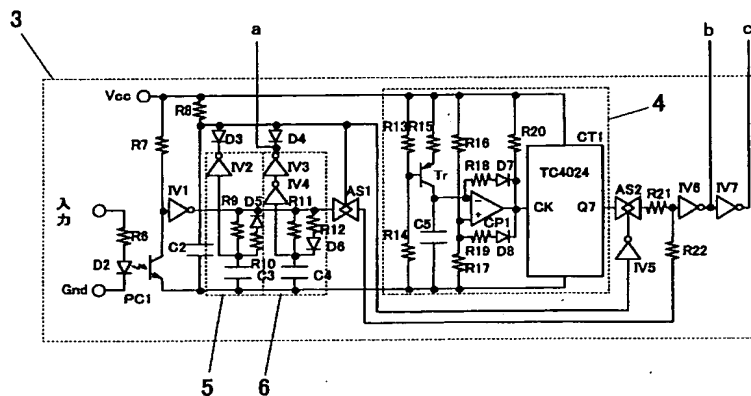 3
a
b
c
Vcc
R8
R7
D3
D4
IV2
IV3
IV4
IV1
R9
D5
R11
R12
D6
AS1
入力
R6
C2
R10
C3
C4
D2
Gnd
PC1
5
6
4
R13
R15
R16
R20
CT1
R18
D7
Tr
TC4024
AS2
R21
IV6
IV7
CK
Q7
C5
CP1
R14
R19
D8
R17
IV5
R22